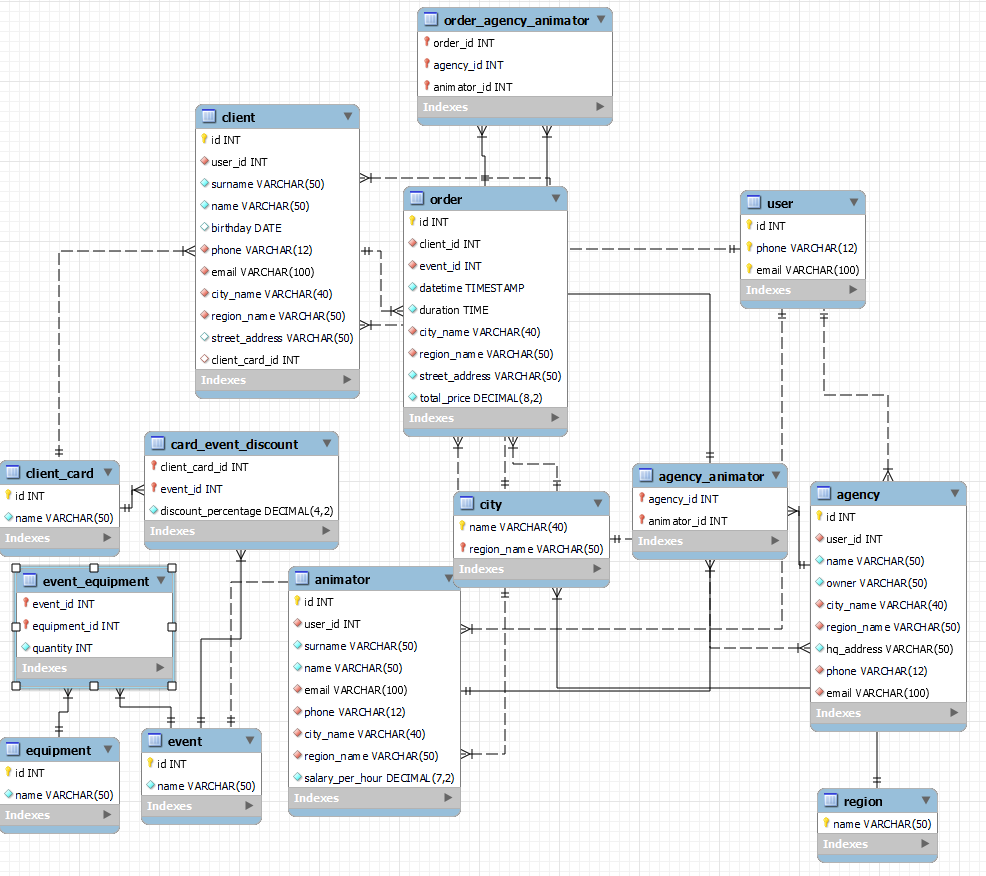 order_agency_animator
order_id INT
agency_id INT
animator_id INT
Indexes
client
id INT
user_id INT
surname VARCHAR(50)
name VARCHAR(50)
birthday DATE
phone VARCHAR(12)
email VARCHAR(100)
city_name VARCHAR(40)
region_name VARCHAR(50)
street_address VARCHAR(50)
client_card_id INT
Indexes
order
id INT
client_id INT
event_id INT
datetime TIMESTAMP
duration TIME
city_name VARCHAR(40)
region_name VARCHAR(50)
street_address VARCHAR(50)
total_price DECIMAL(8,2)
Indexes
user
id INT
phone VARCHAR(12)
email VARCHAR(100)
Indexes
client_card
id INT
name VARCHAR(50)
Indexes
card_event_discount
client_card_id INT
event_id INT
discount_percentage DECIMAL(4,2)
Indexes
city
name VARCHAR(40)
region_name VARCHAR(50)
Indexes
agency_animator
agency_id INT
animator_id INT
Indexes
agency
id INT
user_id INT
name VARCHAR(50)
owner VARCHAR(50)
city_name VARCHAR(40)
region_name VARCHAR(50)
hq_address VARCHAR(50)
phone VARCHAR(12)
email VARCHAR(100)
Indexes
event_equipment
event_id INT
equipment_id INT
quantity INT
Indexes
animator
id INT
user_id INT
surname VARCHAR(50)
name VARCHAR(50)
email VARCHAR(100)
phone VARCHAR(12)
city_name VARCHAR(40)
region_name VARCHAR(50)
salary_per_hour DECIMAL(7,2)
Indexes
equipment
id INT
name VARCHAR(50)
Indexes
event
id INT
name VARCHAR(50)
Indexes
region
name VARCHAR(50)
Indexes